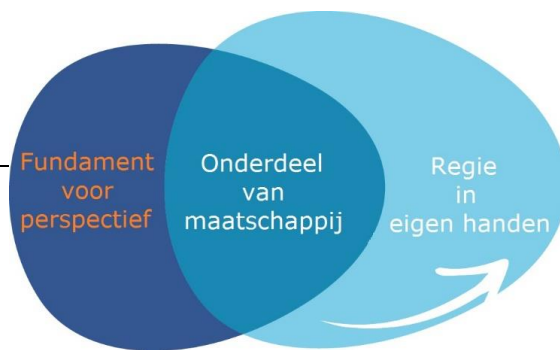 Fundament
voor
perspectief
Onderdeel
van
maatschappij
Regie
in
eigen handen